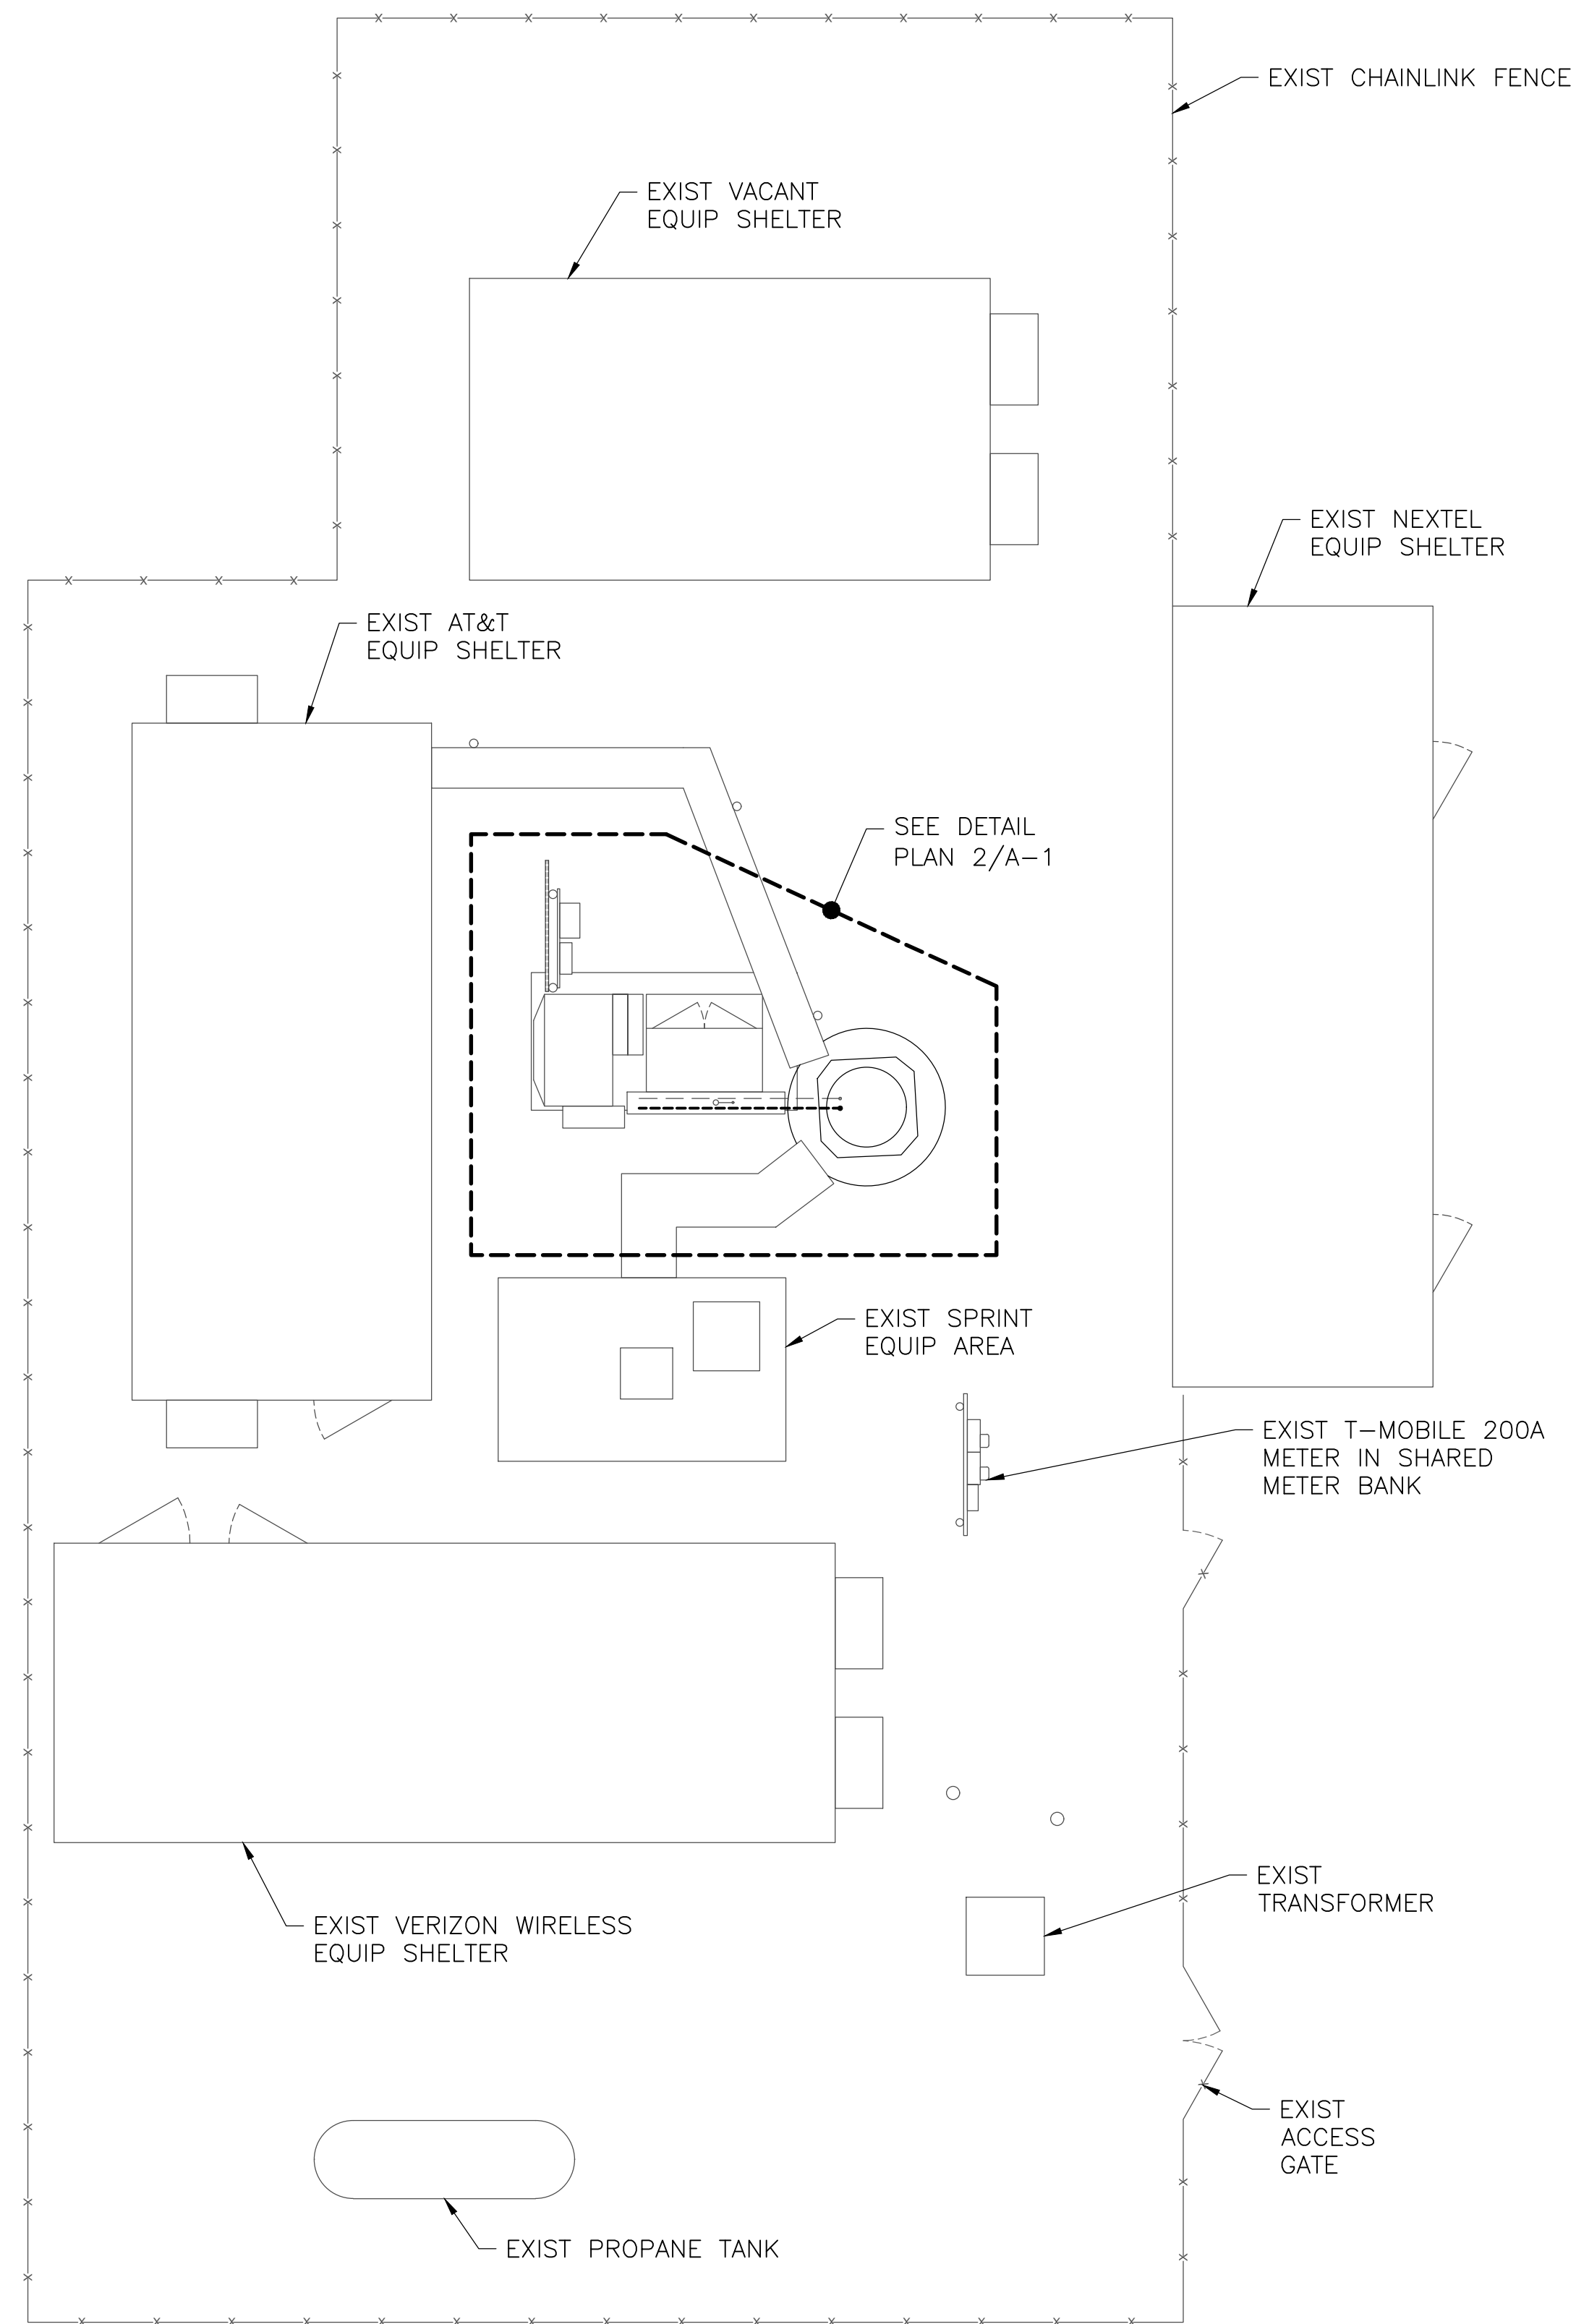 EXIST CHAINLINK FENCE
EXIST VACANT
EQUIP SHELTER
EXIST NEXTEL
EQUIP SHELTER
EXIST AT&T
EQUIP SHELTER
SEE DETAIL
PLAN 2/A-1
EXIST SPRINT
EQUIP AREA
EXIST T-MOBILE 200A
METER IN SHARED
METER BANK
EXIST
TRANSFORMER
EXIST VERIZON WIRELESS
EQUIP SHELTER
EXIST
ACCESS
GATE
EXIST PROPANE TANK